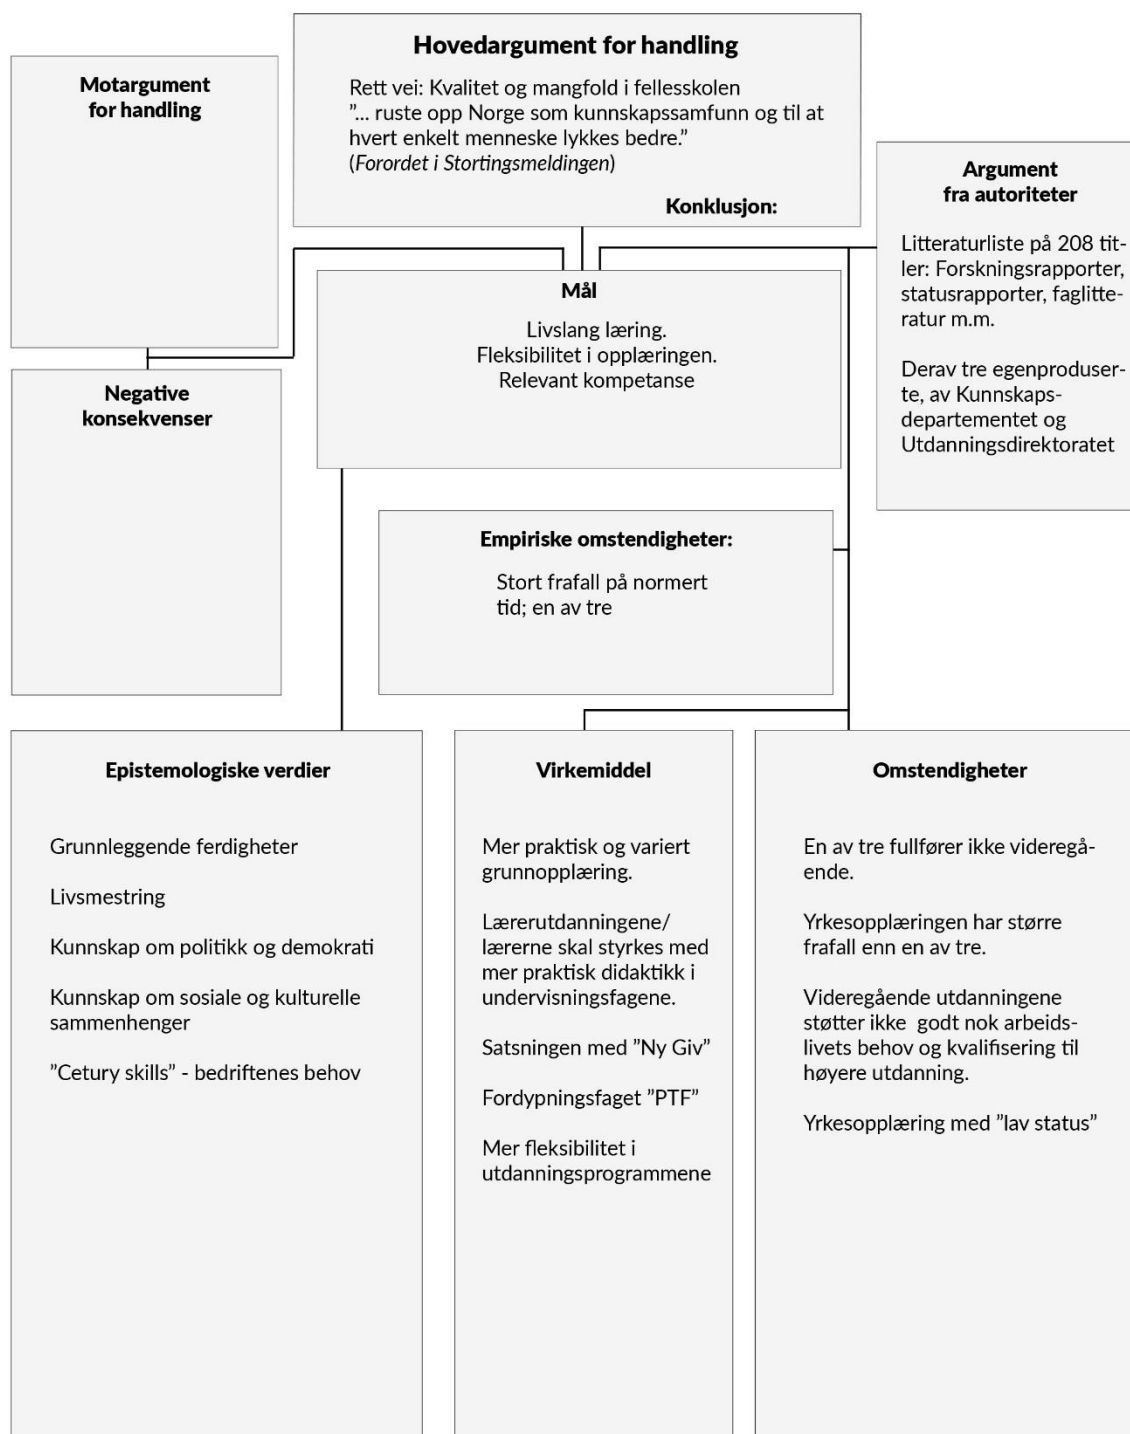 Hovedargument for handling
Rett vei: Kvalitet og mangfold i fellesskolen
"... ruste opp Norge som kunnskapssamfunn og til at
hvert enkelt menneske lykkes bedre."
(Forordet i Stortingsmeldingen)
Konklusjon:
Motargument
for handling
Argument
fra autoriteter
Litteraturliste på 208 tit-
ler: Forskningsrapporter,
statusrapporter, faglitte-
ratur m.m.
Derav tre egenproduser-
te, av Kunnskaps-
departementet og
Utdanningsdirektoratet
Mål
Livslang læring.
Fleksibilitet i opplæringen.
Relevant kompetanse
Negative
konsekvenser
Empiriske omstendigheter:
Stort frafall på normert
tid; en av tre
Epistemologiske verdier
Grunnleggende ferdigheter
Livsmestring
Kunnskap om politikk og demokrati
Kunnskap om sosiale og kulturelle
sammenhenger
”Cetury skills” - bedriftenes behov
Virkemiddel
Mer praktisk og variert
grunnopplæring.
Lærerutdanningene/
lærerne skal styrkes med
mer praktisk didaktikk i
undervisningsfagene.
Satsningen med ”Ny Giv”
Fordypningsfaget ”PTF”
Mer fleksibilitet i
utdanningsprogrammene
Omstendigheter
En av tre fullfører ikke videregå-
ende.
Yrkesopplæringen har større
frafall enn en av tre.
Videregående utdanningene
støtter ikke  godt nok arbeids-
livets behov og kvalifisering til
høyere utdanning.
Yrkesopplæring med ”lav status”